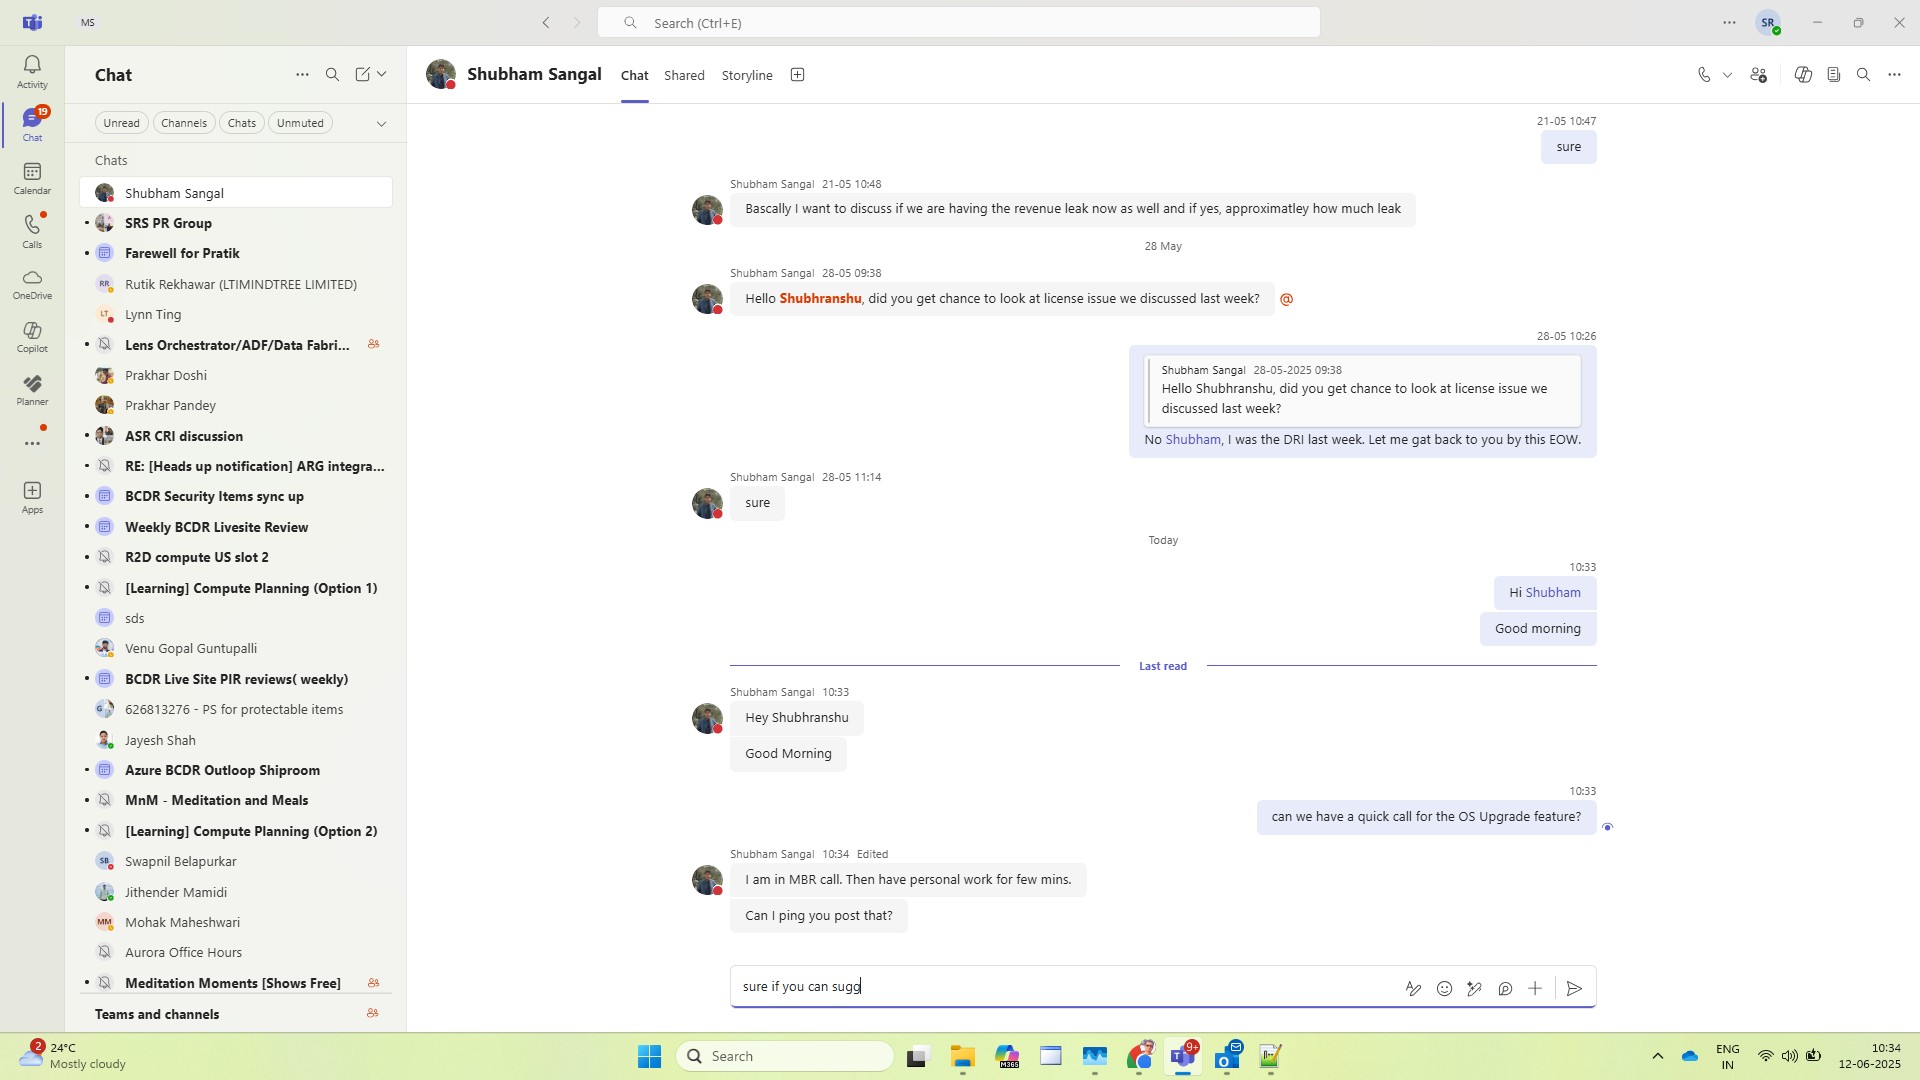 MS
Search (Ctrl+E)
SR
Activity
19
Chat
Calendar
Calls
OneDrive
Copilot
Planner
Apps
Chat
Unread
Channels
Chats
Unmuted
Chats
Shubham Sangal
SRS PR Group
Farewell for Pratik
RR
Rutik Rekhawar (LTIMINDTREE LIMITED)
LT
Lynn Ting
Lens Orchestrator/ADF/Data Fabri...
Prakhar Doshi
Prakhar Pandey
ASR CRI discussion
RE: [Heads up notification] ARG integra...
BCDR Security Items sync up
Weekly BCDR Livesite Review
R2D compute US slot 2
[Learning] Compute Planning (Option 1)
sds
Venu Gopal Guntupalli
BCDR Live Site PIR reviews( weekly)
626813276 - PS for protectable items
Jayesh Shah
Azure BCDR Outloop Shiproom
MnM - Meditation and Meals
[Learning] Compute Planning (Option 2)
SB
Swapnil Belapurkar
Jithender Mamidi
MM
Mohak Maheshwari
Aurora Office Hours
Meditation Moments [Shows Free]
Teams and channels
Shubham Sangal
Chat
Shared
Storyline
21-05 10:47
sure
Shubham Sangal 21-05 10:48
Bascally I want to discuss if we are having the revenue leak now as well and if yes, approximatley how much leak
28 May
Shubham Sangal 28-05 09:38
Hello Shubhranshu, did you get chance to look at license issue we discussed last week?
@
28-05 10:26
Shubham Sangal 28-05-2025 09:38
Hello Shubhranshu, did you get chance to look at license issue we
discussed last week?
No Shubham, I was the DRI last week. Let me gat back to you by this EOW.
Shubham Sangal 28-05 11:14
sure
Today
10:33
Hi Shubham
Good morning
Last read
Shubham Sangal 10:33
Hey Shubhranshu
Good Morning
10:33
can we have a quick call for the OS Upgrade feature?
Shubham Sangal 10:34 Edited
I am in MBR call. Then have personal work for few mins.
Can I ping you post that?
sure if you can sugg
2
24°C
Mostly cloudy
Search
M365
9+
ENG
IN
10:34
12-06-2025